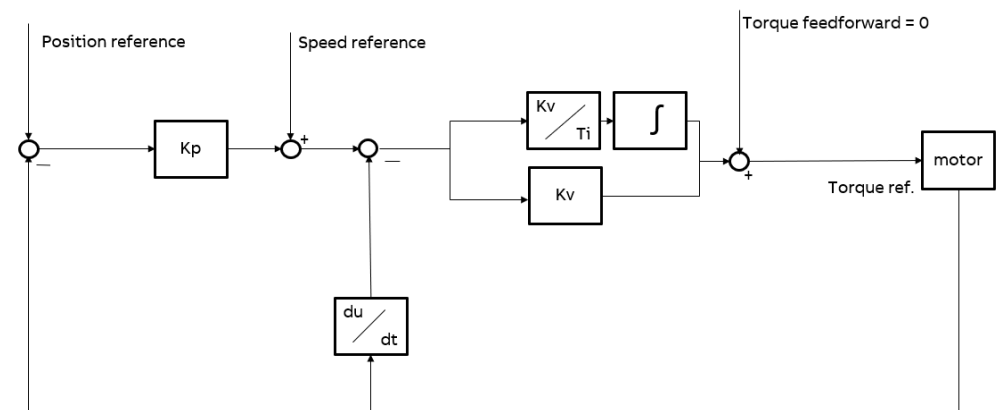 Position reference
Speed reference
Torque feedforward = 0
Kp
+
—
—
Kv
Ti
∫
Kv
+
motor
Torque ref.
du
dt